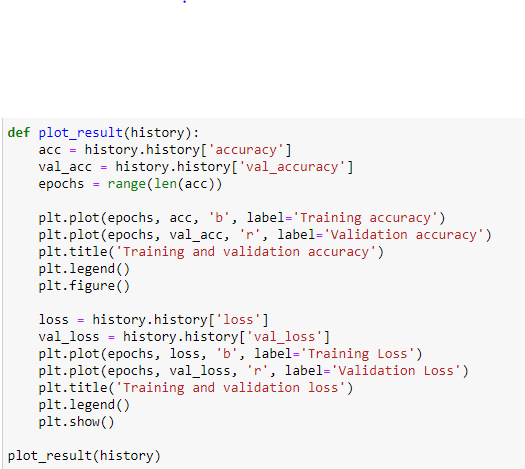 def plot_result(history):
    acc = history.history['accuracy']
    val_acc = history.history['val_accuracy']
    epochs = range(len(acc))

    plt.plot(epochs, acc, 'b', label='Training accuracy')
    plt.plot(epochs, val_acc, 'r', label='Validation accuracy')
    plt.title('Training and validation accuracy')
    plt.legend()
    plt.figure()

    loss = history.history['loss']
    val_loss = history.history['val_loss']
    plt.plot(epochs, loss, 'b', label='Training Loss')
    plt.plot(epochs, val_loss, 'r', label='Validation Loss')
    plt.title('Training and validation loss')
    plt.legend()
    plt.show()

plot_result(history)